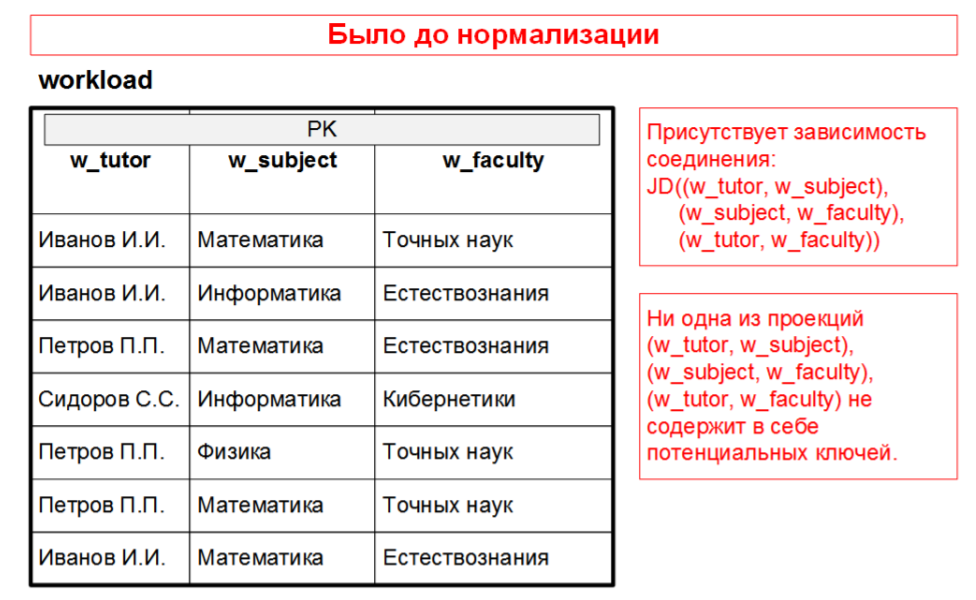 Было до нормализации
workload
PK
w_tutor w_subject w_faculty
Иванов И.И. Математика Точных наук
Иванов И.И. Информатика Естествознания
Петров П.П. Математика Естествознания
Сидоров С.С. Информатика Кибернетики
Петров П.П. Физика Точных наук
Петров П.П. Математика Точных наук
Иванов И.И. Математика Естествознания
Присутствует зависимость
соединения:
JD((w_tutor, w_subject),
(w_subject, w_faculty),
(w_tutor, w_faculty))
Ни одна из проекций
(w_tutor, w_subject),
(w_subject, w_faculty),
(w_tutor, w_faculty) не
содержит в себе
потенциальных ключей.